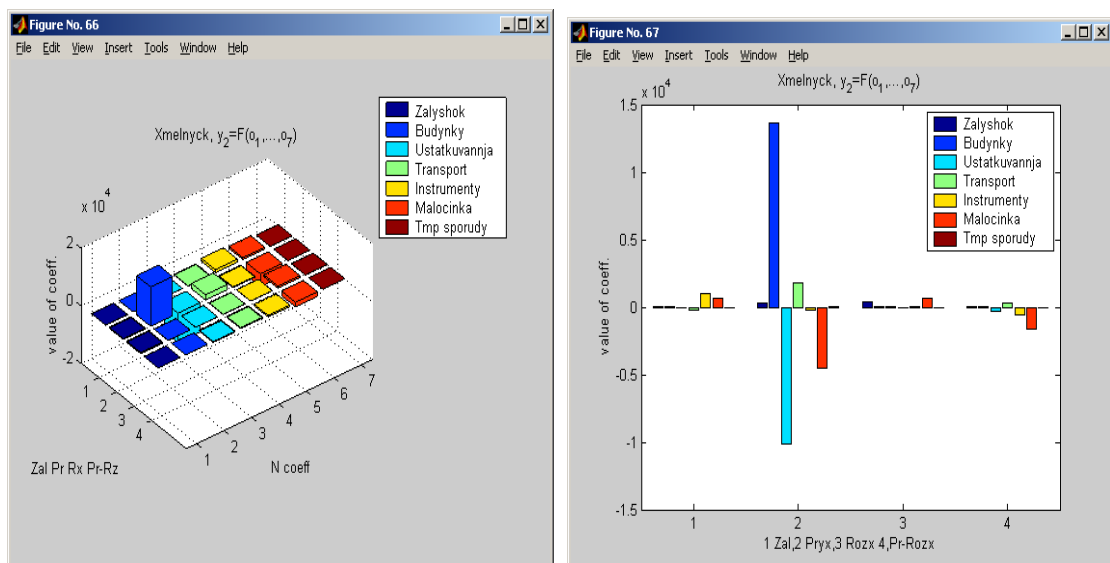 Figure No. 66
File Edit View Insert Tools Window Help
Xmelnyck, y2=F(o1,...,o7)
x 10^4
Zalyshok
Budynky
Ustatkuvannja
Transport
Instrumenty
Malocinka
Tmp sporudy
2
0
-2
value of coeff.
1
2
3
4
1
2
3
4
5
6
7
Zal Pr Rx Pr-Rz
N coeff
Figure No. 67
File Edit View Insert Tools Window Help
Xmelnyck, y2=F(o1,...,o7)
x 10^4
Zalyshok
Budynky
Ustatkuvannja
Transport
Instrumenty
Malocinka
Tmp sporudy
1.5
1
0.5
0
-0.5
-1
-1.5
value of coeff.
1 2 3 4
1 Zal,2 Pryx,3 Rozx 4,Pr-Rozx